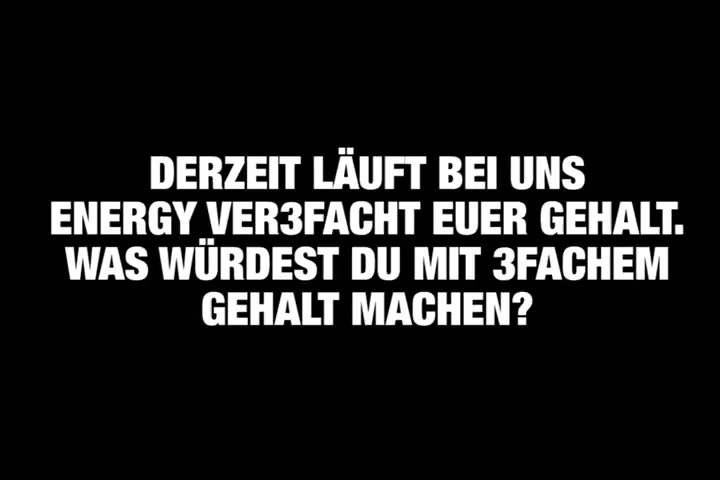 DERZEIT LÄUFT BEI UNS
ENERGY VER3FACHT EUER GEHALT.
WAS WÜRDEST DU MIT 3FACHEM
GEHALT MACHEN?